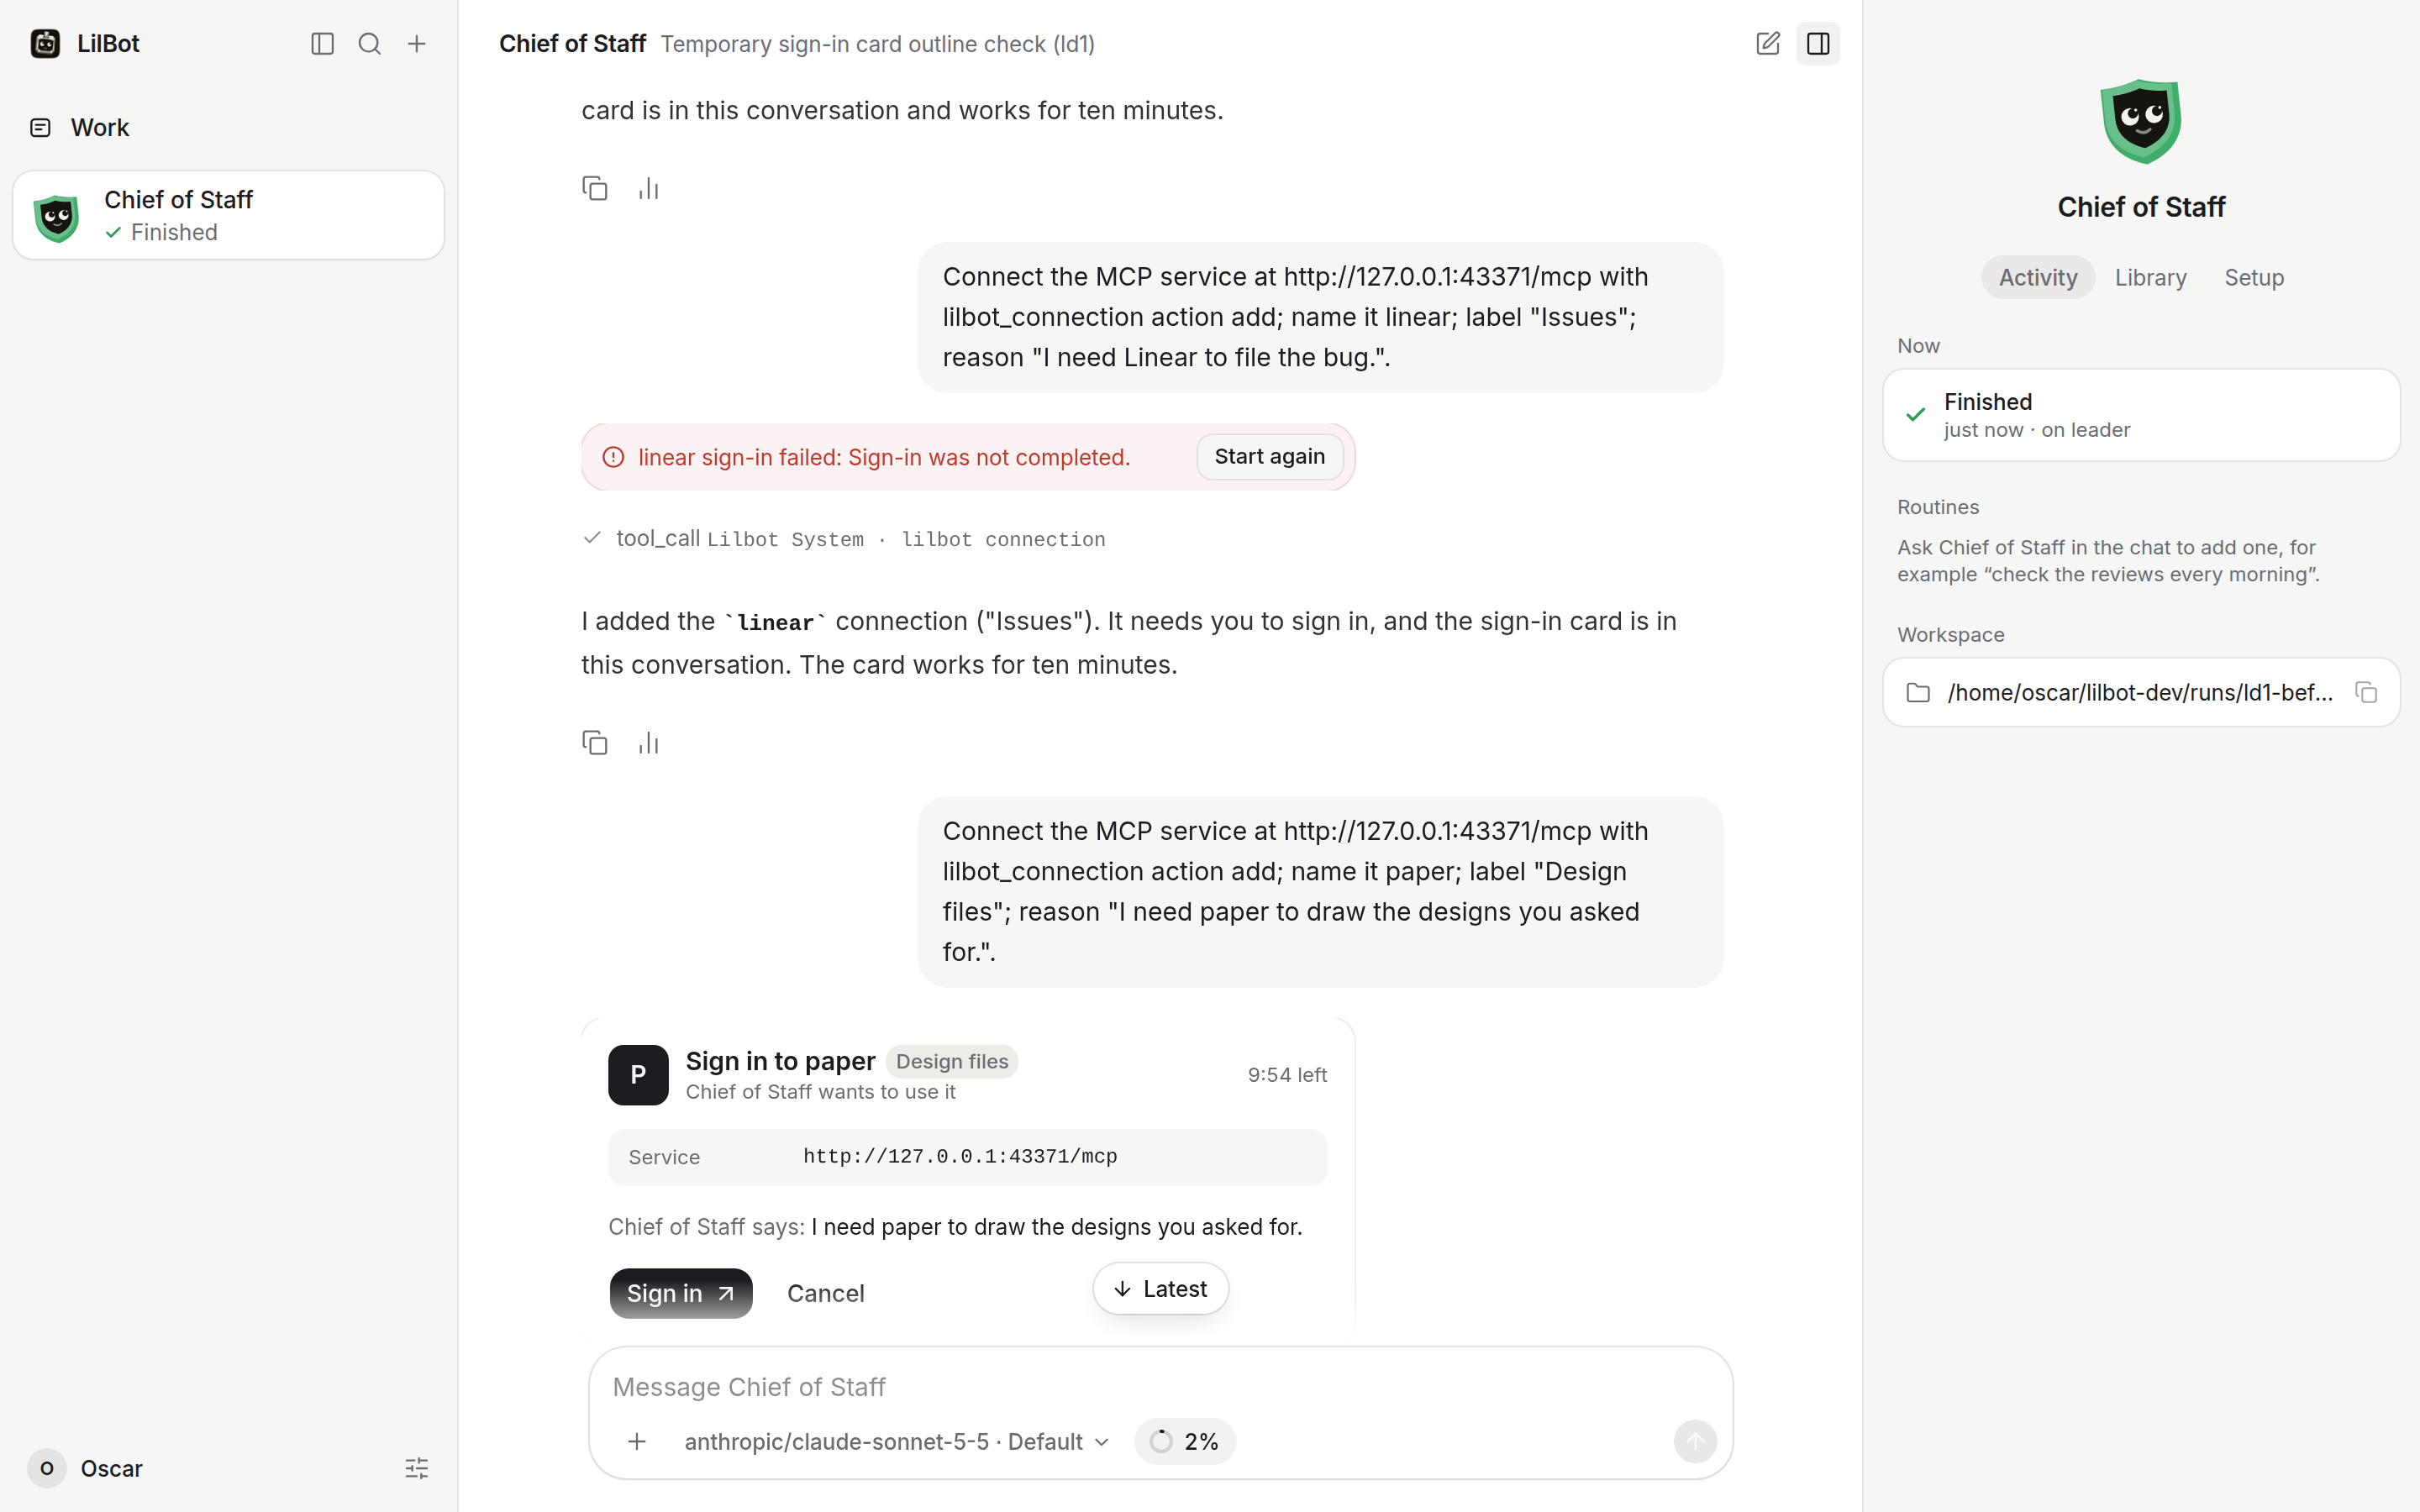 LilBot
Work
Chief of Staff
Finished
O
Oscar
Chief of Staff Temporary sign-in card outline check (ld1)
card is in this conversation and works for ten minutes.
Connect the MCP service at http://127.0.0.1:43371/mcp with
lilbot_connection action add; name it linear; label "Issues";
reason "I need Linear to file the bug.".
linear sign-in failed: Sign-in was not completed.
Start again
tool_call Lilbot System · lilbot connection
I added the `linear` connection ("Issues"). It needs you to sign in, and the sign-in card is in
this conversation. The card works for ten minutes.
Connect the MCP service at http://127.0.0.1:43371/mcp with
lilbot_connection action add; name it paper; label "Design
files"; reason "I need paper to draw the designs you asked
for.".
P
Sign in to paper Design files
Chief of Staff wants to use it
9:54 left
Service http://127.0.0.1:43371/mcp
Chief of Staff says: I need paper to draw the designs you asked for.
Sign in
Cancel
Latest
Message Chief of Staff
anthropic/claude-sonnet-5-5 · Default
2%
Chief of Staff
Activity
Library
Setup
Now
Finished
just now · on leader
Routines
Ask Chief of Staff in the chat to add one, for
example “check the reviews every morning”.
Workspace
/home/oscar/lilbot-dev/runs/ld1-bef...